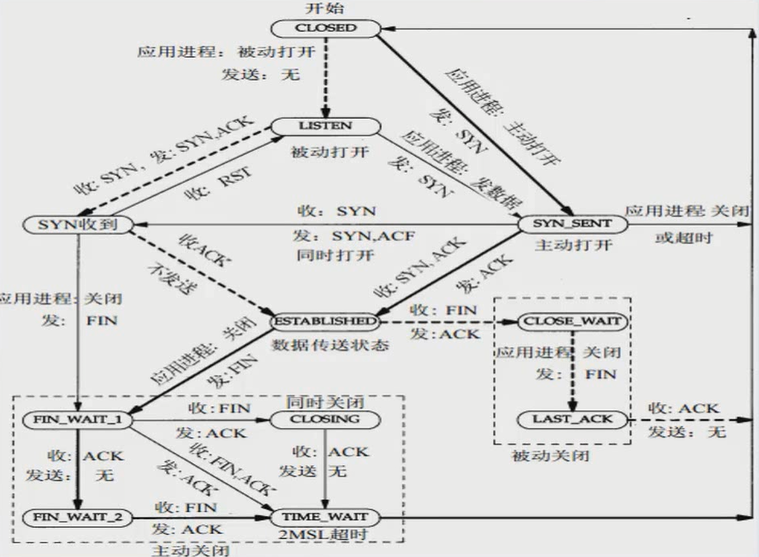 开始
CLOSED
应用进程：被动打开
发送：无
应用进程：主动打开
发：SYN
LISTEN
被动打开
收：SYN，发：SYN,ACK
收：RST
应用进程：发数据
发：SYN
SYN收到
收：SYN
发：SYN,ACF
同时打开
SYN_SENT
主动打开
应用进程 关闭
或超时
收ACK
不发送
收：SYN,ACK
发：ACK
应用进程：关闭
发： FIN
ESTABLISHED
数据传送状态
收：FIN
发：ACK
CLOSE_WAIT
应用进程 关闭
发： FIN
LAST_ACK
收：ACK
发送：无
被动关闭
应用进程：关闭
发：FIN
FIN_WAIT_1
收：FIN
发：ACK
同时关闭
CLOSING
收： ACK
发送： 无
收：FIN,ACK
发：ACK
收： ACK
发送 无
FIN_WAIT_2
收：FIN
发：ACK
TIME_WAIT
2MSL超时
主动关闭